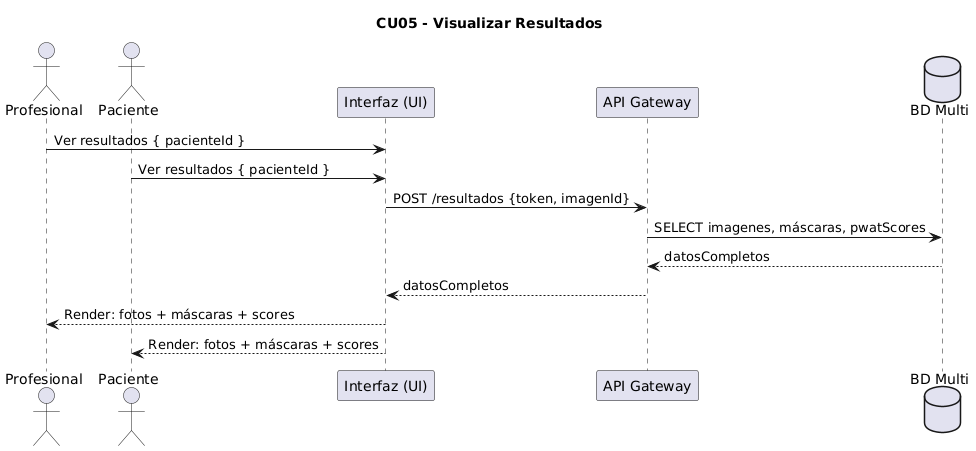 CU05 - Visualizar Resultados
Profesional
Paciente
Interfaz (UI)
API Gateway
BD Multi
Ver resultados { pacienteId }
Ver resultados { pacienteId }
POST /resultados {token, imagenId}
SELECT imagenes, máscaras, pwatScores
datosCompletos
datosCompletos
Render: fotos + máscaras + scores
Render: fotos + máscaras + scores
Profesional
Paciente
Interfaz (UI)
API Gateway
BD Multi